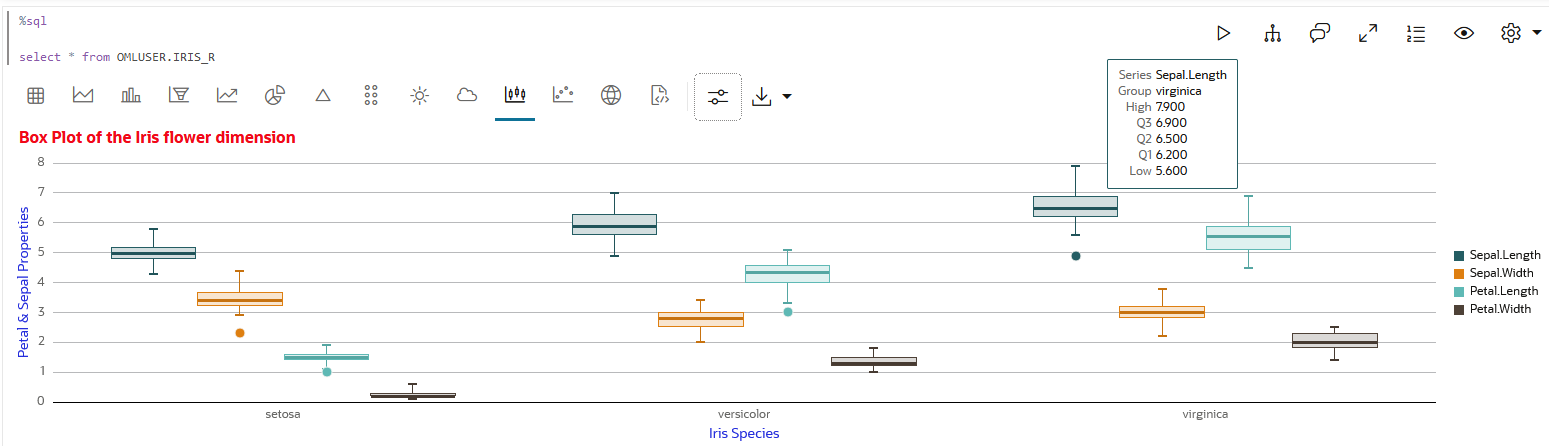 %sql
select * from OMLUSER.IRIS_R
Series Sepal.Length
Group virginica
High 7.900
Q3 6.900
Q2 6.500
Q1 6.200
Low 5.600
Box Plot of the Iris flower dimension
Petal & Sepal Properties
8
7
6
5
4
3
2
1
0
setosa
versicolor
virginica
Iris Species
Sepal.Length
Sepal.Width
Petal.Length
Petal.Width